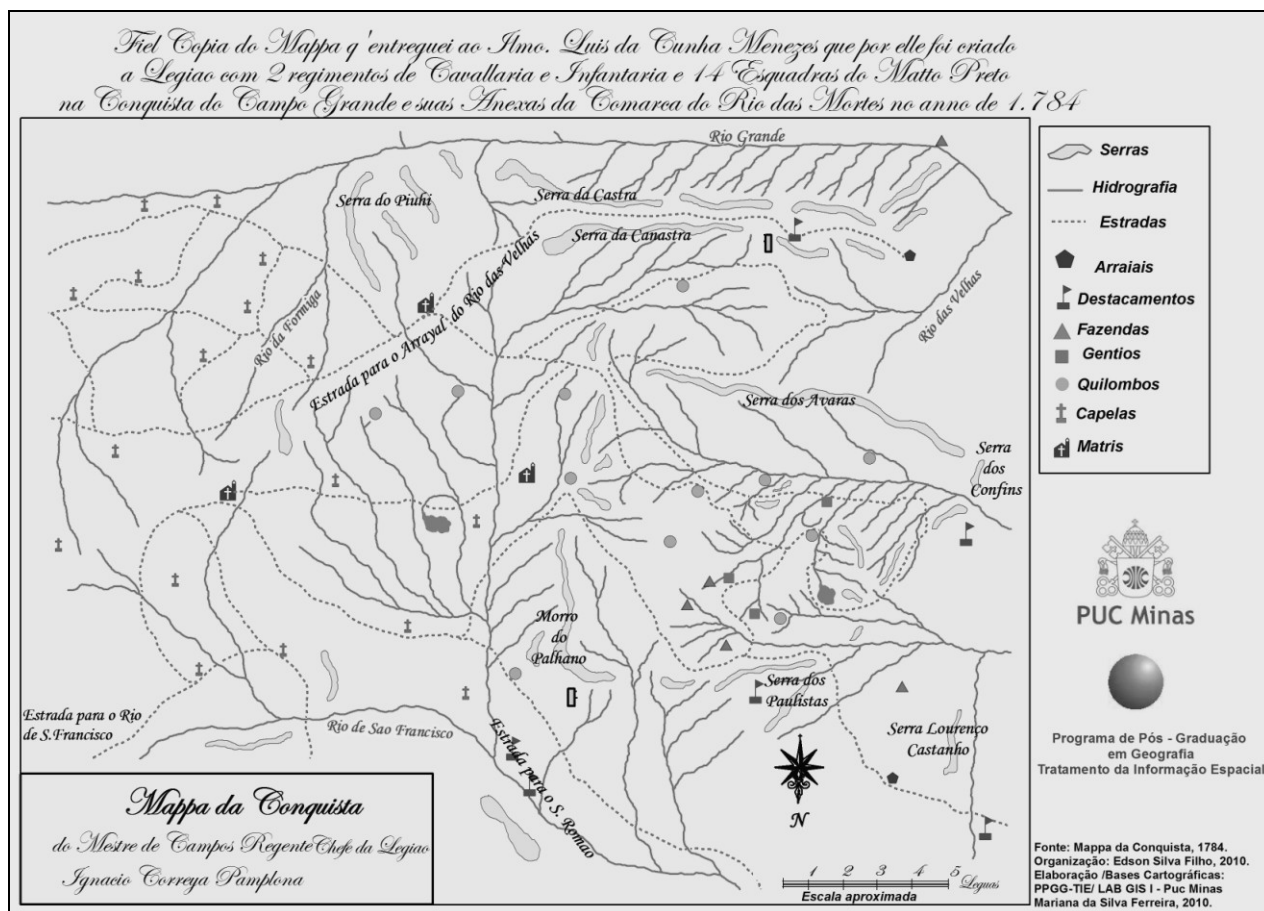 Fiel Copia do Mappa q'entreguei ao Ilmo. Luis da Cunha Menezes que por elle foi criado
a Legiao com 2 regimentos de Cavallaria e Infantaria e 14 Esquadras do Matto Preto
na Conquista do Campo Grande e suas Anexas da Comarca do Rio das Mortes no anno de 1.784
Rio Grande
Serra do Piuhi
Serra da Castra
Serra da Canastra
Rio da Formiga
Estrada para o Arrayal do Rio das Velhas
Rio das Velhas
Serra dos Avaras
Serra
dos
Confins
Morro
do
Palhano
Serra dos
Paulistas
Serra Lourenço
Castanho
Estrada para o Rio
de S.Francisco
Rio de Sao Francisco
Estrada para o S. Romao
N
1 2 3 4 5 Leguas
Escala aproximada
Mappa da Conquista
do Mestre de Campos Regente Chefe da Legiao
Ignacio Correya Pamplona
Serras
Hidrografia
Estradas
Arraiais
Destacamentos
Fazendas
Gentios
Quilombos
Capelas
Matris
PUC Minas
Programa de Pós - Graduação
em Geografia
Tratamento da Informação Espacial
Fonte: Mappa da Conquista, 1784.
Organização: Edson Silva Filho, 2010.
Elaboração /Bases Cartográficas:
PPGG-TIE/ LAB GIS I - Puc Minas
Mariana da Silva Ferreira, 2010.